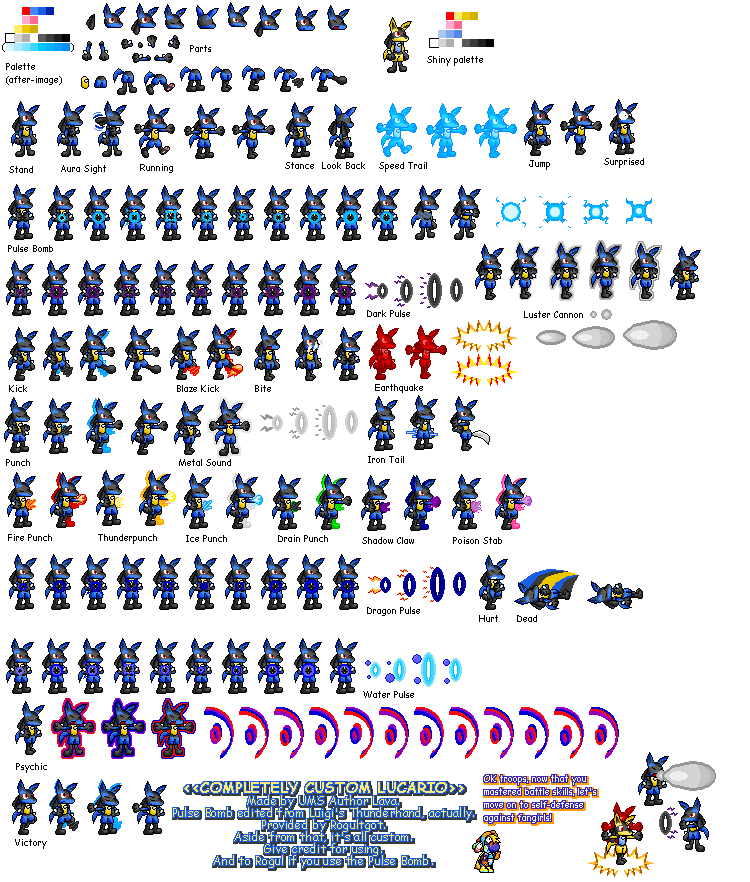 Palette
(after-image)
Parts
Shiny palette
Stand
Aura Sight
Running
Stance
Look Back
Speed Trail
Jump
Surprised
Pulse Bomb
Dark Pulse
Luster Cannon
Kick
Blaze Kick
Bite
Earthquake
Punch
Metal Sound
Iron Tail
Fire Punch
Thunderpunch
Ice Punch
Drain Punch
Shadow Claw
Poison Stab
Dragon Pulse
Hurt
Dead
Water Pulse
Psychic
Victory
<<COMPLETELY CUSTOM LUCARIO>>
Made by UMS Author Lava.
Pulse Bomb edited from Luigi's Thunderhand, actually.
Provided by Rogultgot.
Aside from that, it's all custom.
Give credit for using.
And to Rogul if you use the Pulse Bomb.
OK troops, now that you
mastered battle skills, let's
move on to self-defense
against fangirls!